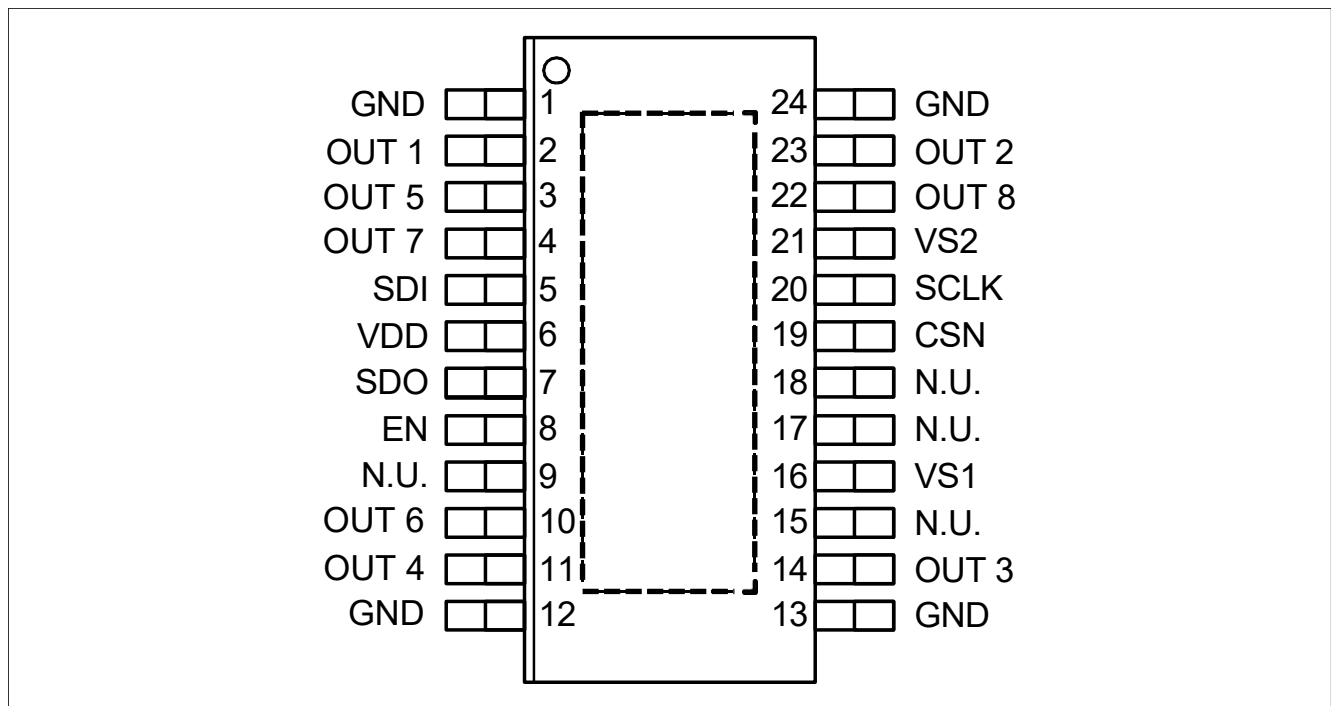 GND 1 24 GND
OUT 1 2 23 OUT 2
OUT 5 3 22 OUT 8
OUT 7 4 21 VS2
SDI 5 20 SCLK
VDD 6 19 CSN
SDO 7 18 N.U.
EN 8 17 N.U.
N.U. 9 16 VS1
OUT 6 10 15 N.U.
OUT 4 11 14 OUT 3
GND 12 13 GND